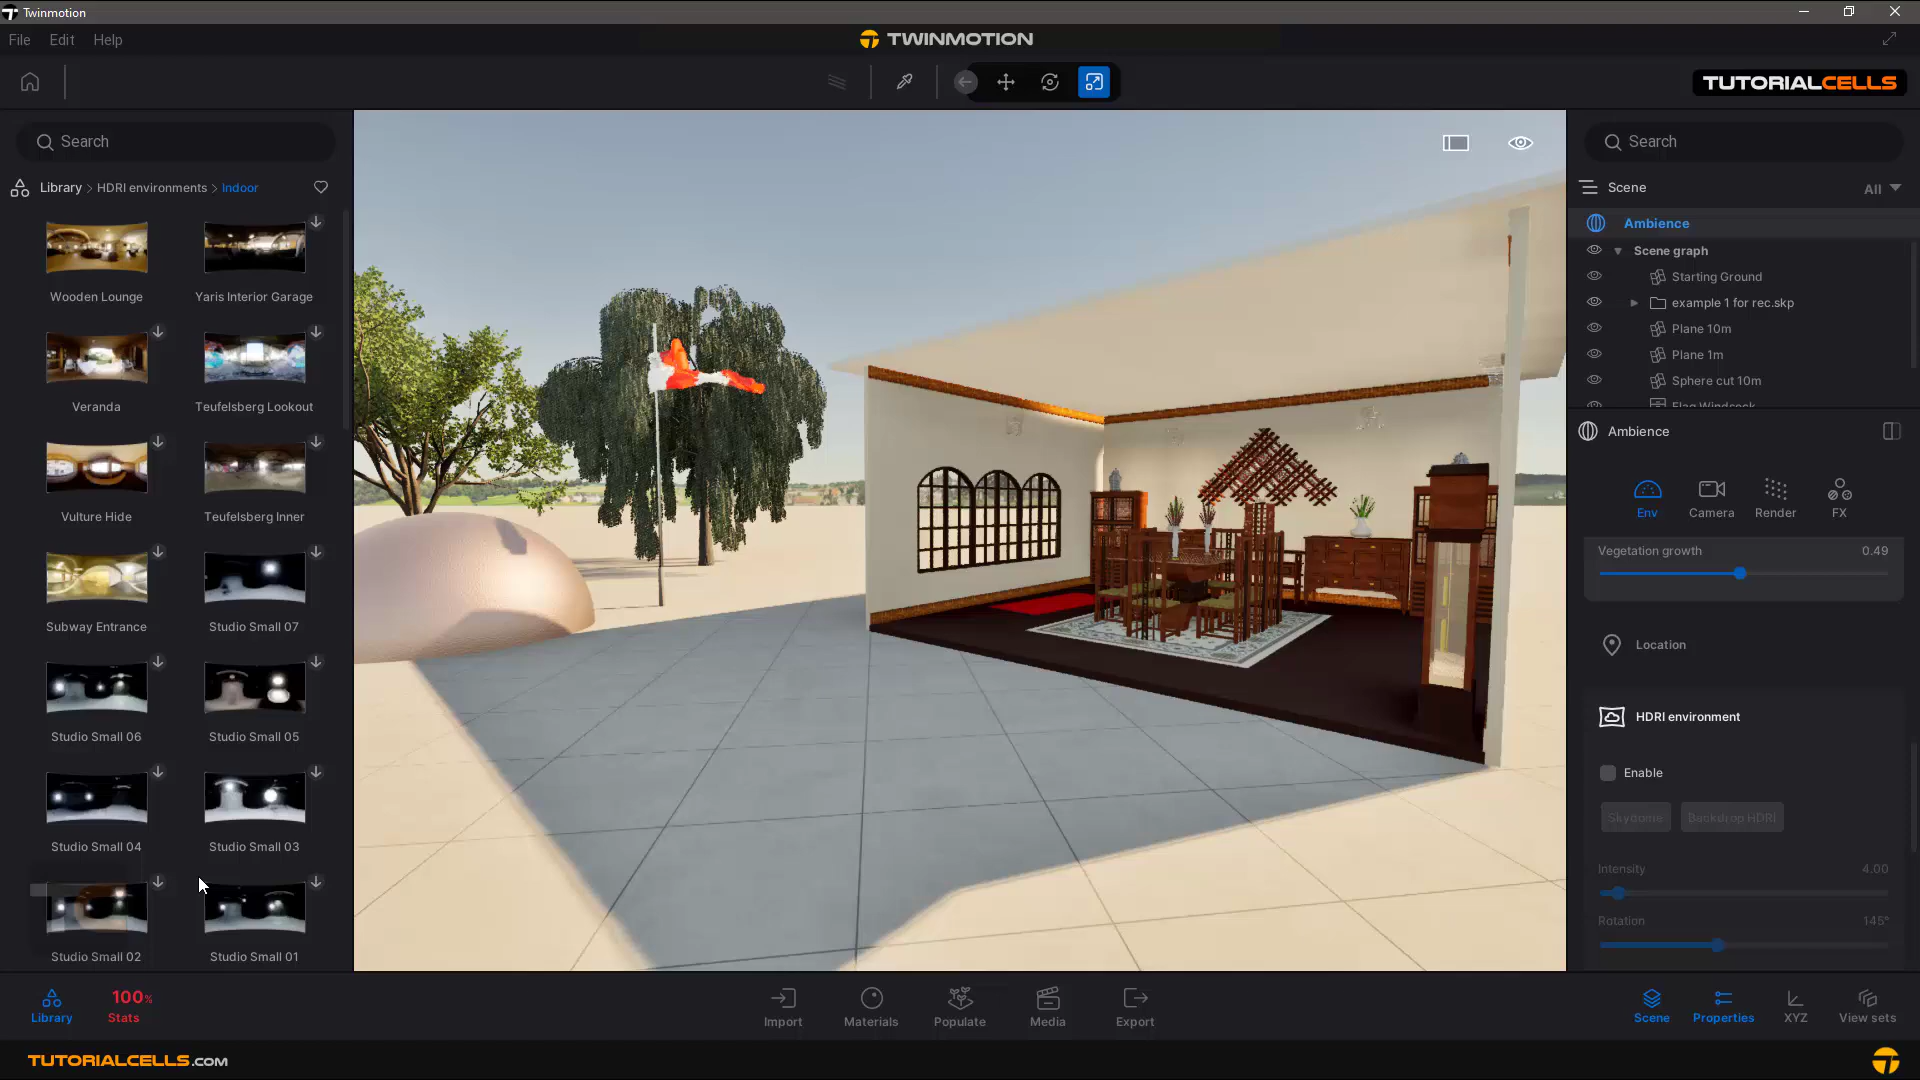 Twinmotion
File Edit Help
TWINMOTION
TUTORIALCELLS
Search
Library > HDRI environments > Indoor
Wooden Lounge
Yaris Interior Garage
Veranda
Teufelsberg Lookout
Vulture Hide
Teufelsberg Inner
Subway Entrance
Studio Small 07
Studio Small 06
Studio Small 05
Studio Small 04
Studio Small 03
Studio Small 02
Studio Small 01
Search
Scene All
Ambience
Scene graph
Starting Ground
example 1 for rec.skp
Plane 10m
Plane 1m
Sphere cut 10m
Flag Windsock
Ambience
Env Camera Render FX
Vegetation growth 0.49
Location
HDRI environment
Enable
Skydome Backdrop HDRI
Intensity 4.00
Rotation 145°
Library
100%
Stats
Import Materials Populate Media Export
Scene Properties XYZ View sets
TUTORIALCELLS.COM